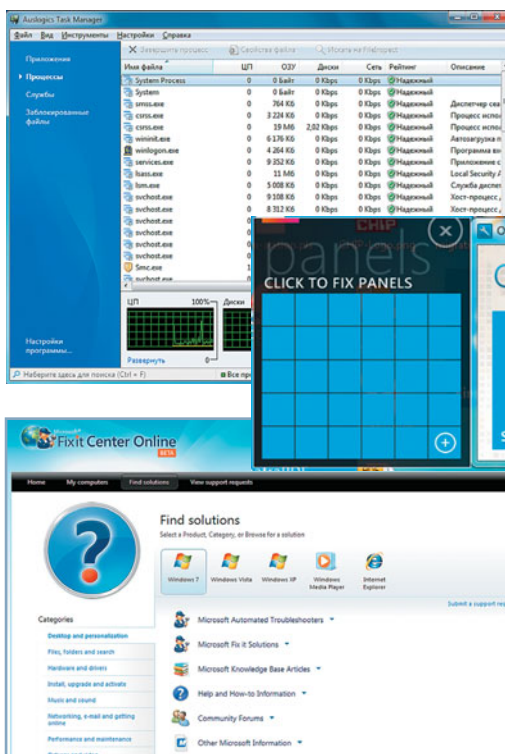 Auslogics Task Manager
Файл Вид Инструменты Настройки Справка
Приложения
Процессы
Службы
Заблокированные
файлы
Настройки
программы...
Завершить процесс Свойства файла
Имя файла ЦП ОЗУ Диски Сеть Рейтинг Описание
System Process 0 0 Байт 0 Kbps 0 Kbps Надежный
System 0 0 Байт 0 Kbps 0 Kbps Надежный
smss.exe 0 764 Кб 0 Kbps 0 Kbps Надежный Диспетчер сеа
csrss.exe 0 3 224 Кб 0 Kbps 0 Kbps Надежный Процесс испо
csrss.exe 0 19 Мб 2,02 Kbps 0 Kbps Надежный Процесс испо
wininit.exe 0 6 176 Кб 0 Kbps 0 Kbps Надежный Автозагрузка п
winlogon.exe 0 4 264 Кб 0 Kbps 0 Kbps Надежный Программа вх
services.exe 0 9 352 Кб 0 Kbps 0 Kbps Надежный Приложение с
lsass.exe 0 11 Мб 0 Kbps 0 Kbps Надежный Local Security A
lsm.exe 0 5 008 Кб 0 Kbps 0 Kbps Надежный Служба диспе
svchost.exe 0 9 108 Кб 0 Kbps 0 Kbps Надежный Хост-процесс
svchost.exe 0 8 312 Кб 0 Kbps 0 Kbps Надежный Хост-процесс
svchost.exe 0
svchost.exe 0
svchost.exe 0
svchost.exe 0
Smc.exe 1
svchost.exe
ЦП 100% Диски
Развернуть 0
Наберите здесь для поиска (Ctrl + F) Все пр
CHIP
panels
CLICK TO FIX PANELS
Microsoft
Fix it Center Online
BETA
Home My computers Find solutions View support requests
Find solutions
Select a Product, Category, or Browse for a solution
Windows 7 Windows Vista Windows XP Windows Media Player Internet Explorer
Submit a support req
Categories
Desktop and personalization
Files, folders and search
Hardware and drivers
Install, upgrade and activate
Music and sound
Networking, e-mail and getting
online
Performance and maintenance
Microsoft Automated Troubleshooters
Microsoft Fix it Solutions
Microsoft Knowledge Base Articles
Help and How-to Information
Community Forums
Other Microsoft Information